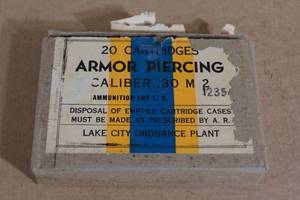 20 CARTRIDGES
ARMOR PIERCING
CALIBER .30 M 2
AMMUNITION LOT L. C. 1235
DISPOSAL OF EMPTIED CARTRIDGE CASES
MUST BE MADE AS PRESCRIBED BY A. R.
LAKE CITY ORDNANCE PLANT